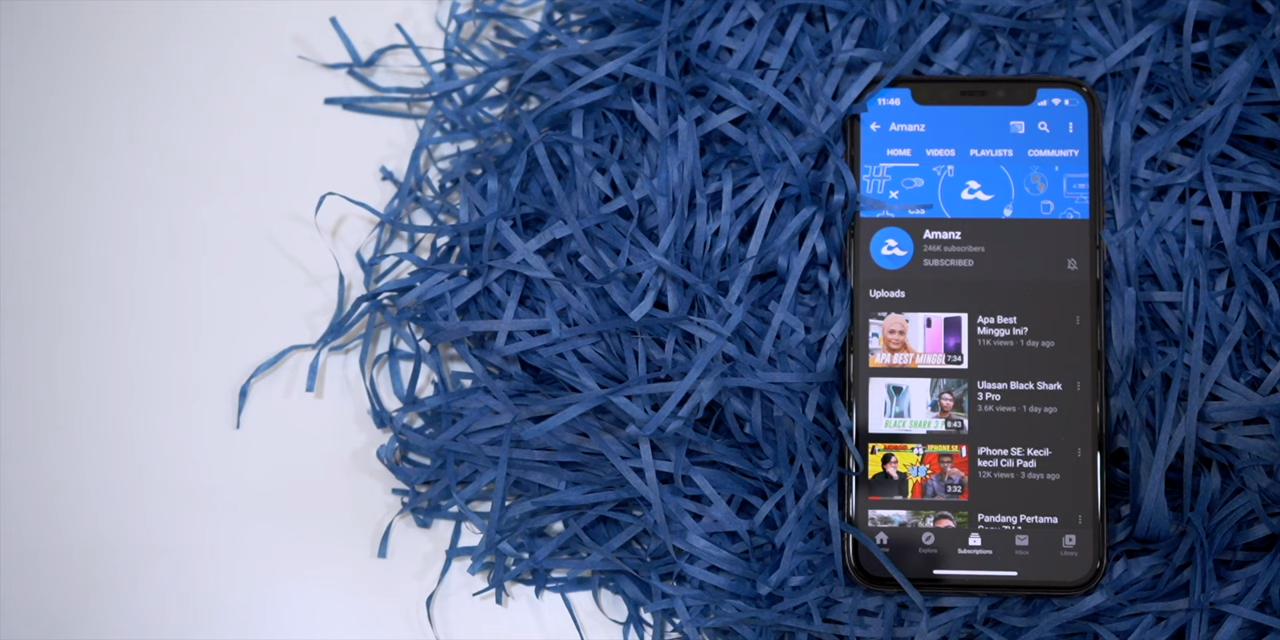 11:46
Amanz
HOME VIDEOS PLAYLISTS COMMUNITY
#
CSS
Amanz
246K subscribers
SUBSCRIBED
Uploads
APA BEST MINGGU
7:34
Apa Best
Minggu Ini?
11K views · 1 day ago
BLACK SHARK 3 P
8:43
Ulasan Black Shark
3 Pro
3.6K views · 1 day ago
IPHONE SE
3:32
iPhone SE: Kecil-
kecil Cili Padi
12K views · 3 days ago
Pandang Pertama
Explore Subscriptions Inbox Library